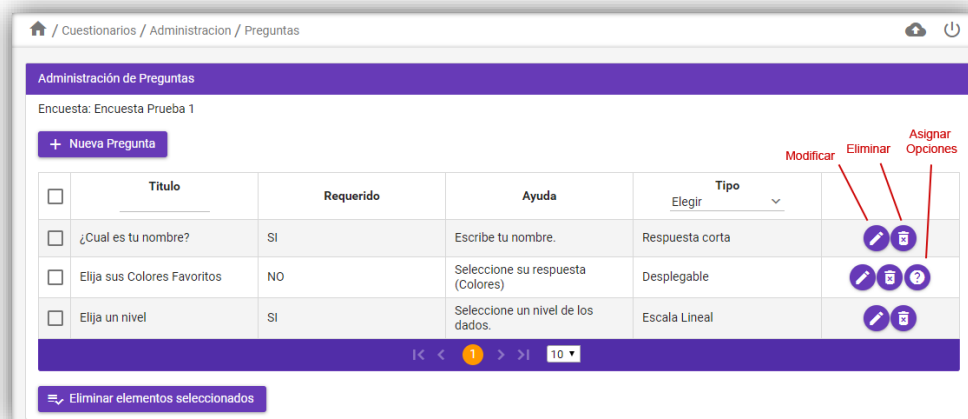 / Cuestionarios / Administracion / Preguntas
Administración de Preguntas
Encuesta: Encuesta Prueba 1
+ Nueva Pregunta
Modificar
Eliminar
Asignar
Opciones
Titulo
Requerido
Ayuda
Tipo
Elegir
¿Cual es tu nombre?
SI
Escribe tu nombre.
Respuesta corta
Elija sus Colores Favoritos
NO
Seleccione su respuesta
(Colores)
Desplegable
?
Elija un nivel
SI
Seleccione un nivel de los
dados.
Escala Lineal
1
10
Eliminar elementos seleccionados